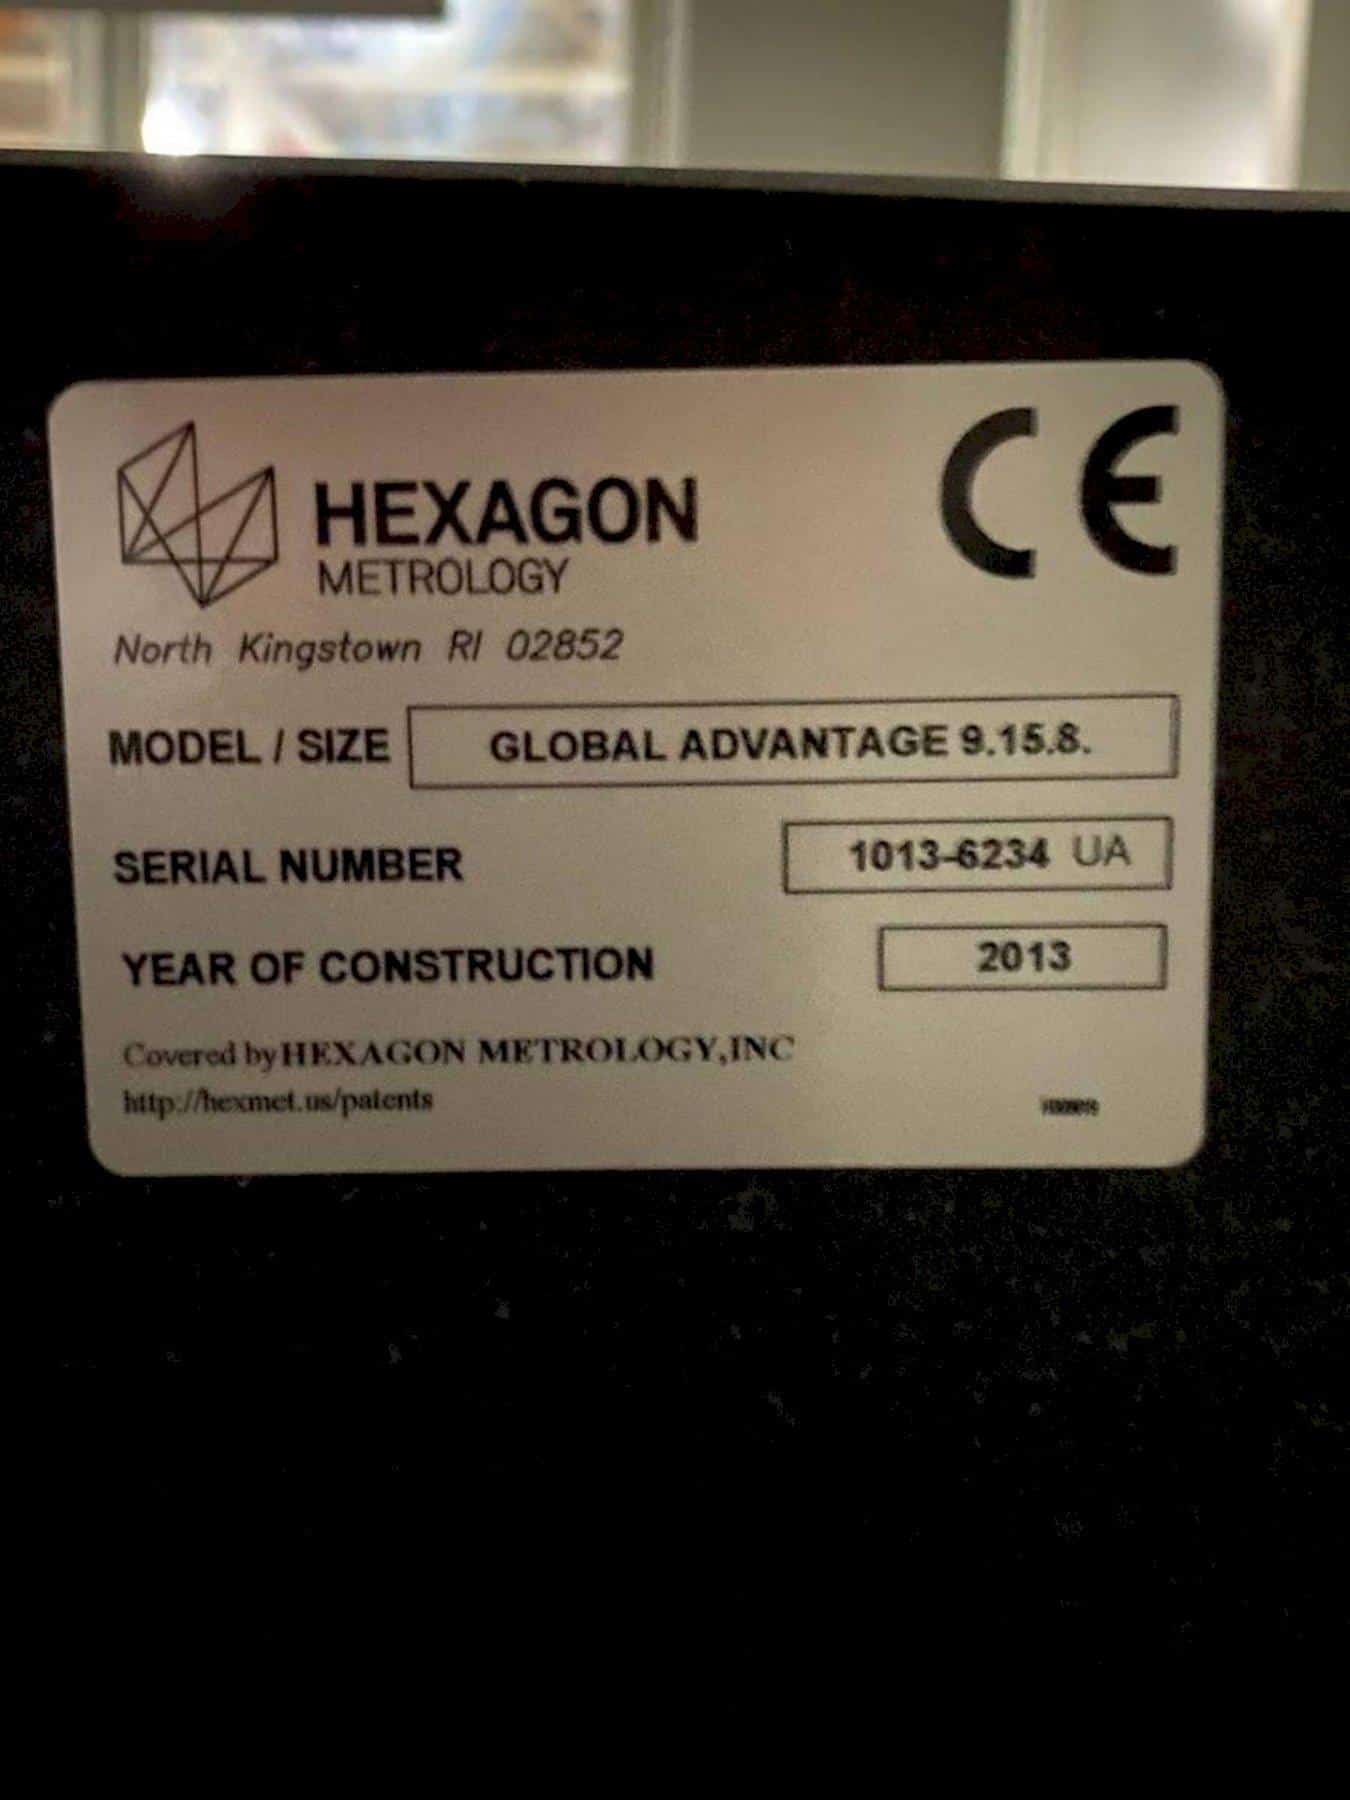 HEXAGON
METROLOGY
CE
North Kingstown RI 02852
MODEL / SIZE GLOBAL ADVANTAGE 9.15.8.
SERIAL NUMBER 1013-6234 UA
YEAR OF CONSTRUCTION 2013
Covered by HEXAGON METROLOGY,INC
http://hexmet.us/patents